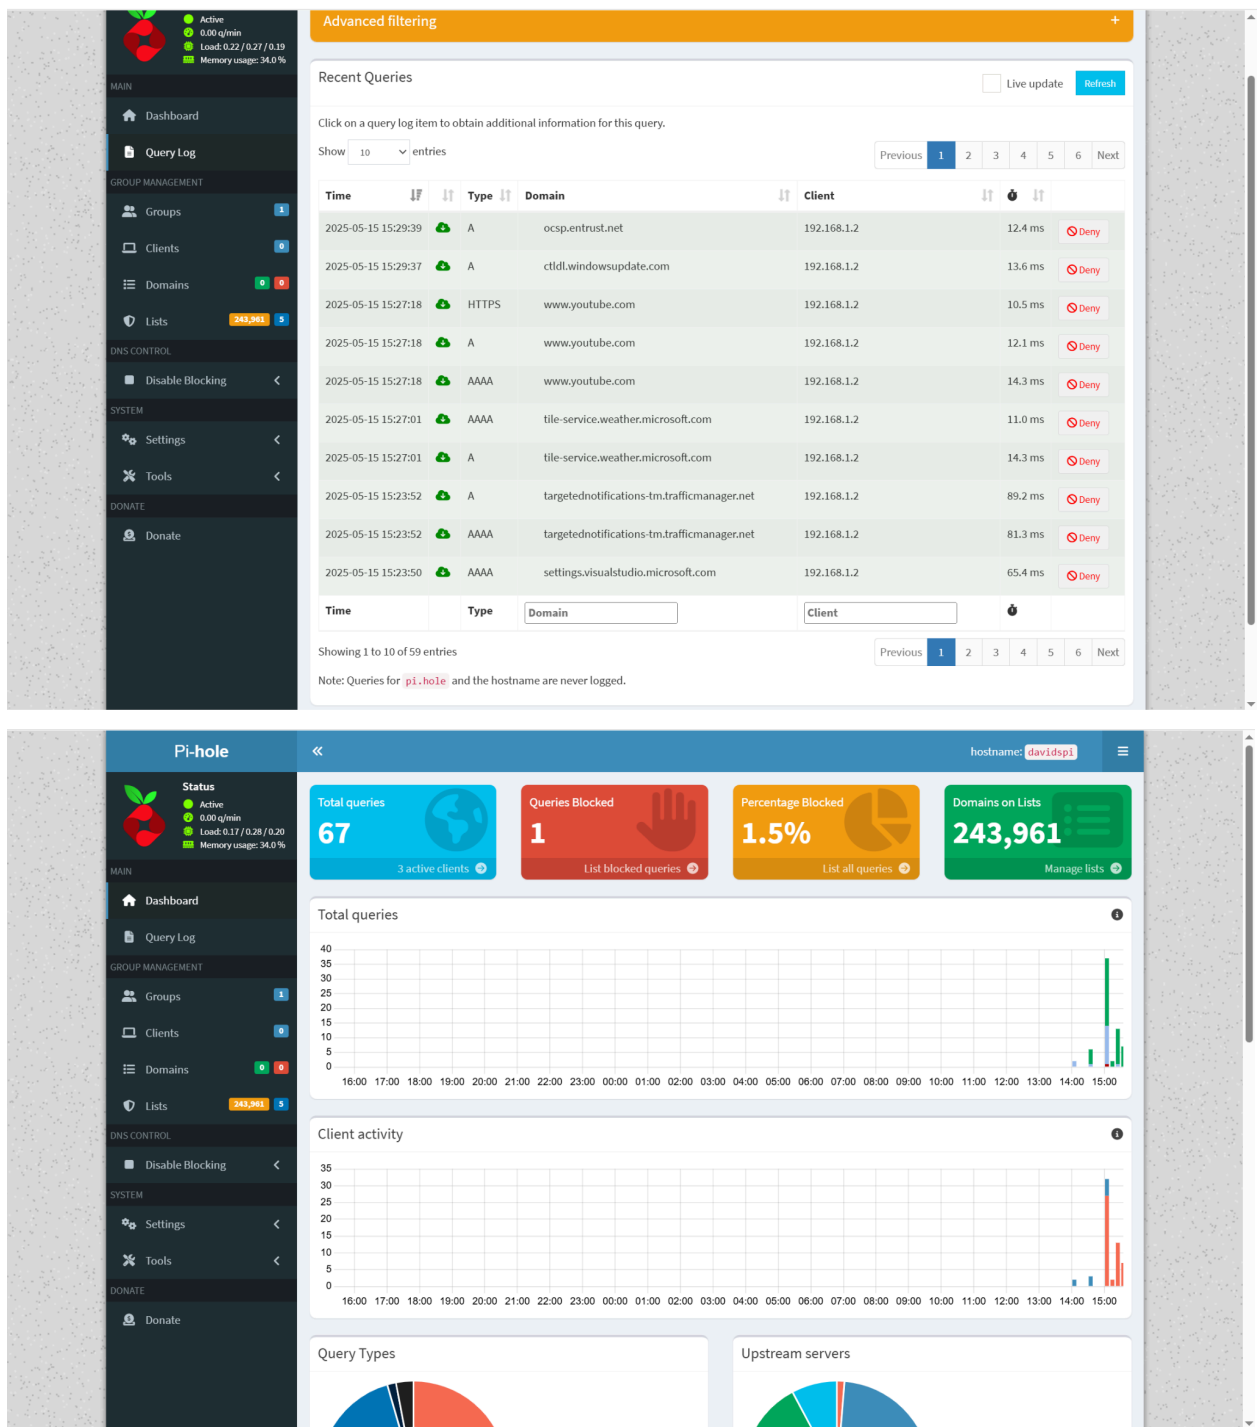 Active
0.00 q/min
Load: 0.22 / 0.27 / 0.19
Memory usage: 34.0 %
MAIN
Dashboard
Query Log
GROUP MANAGEMENT
Groups 1
Clients 0
Domains 0 0
Lists 243,961 5
DNS CONTROL
Disable Blocking
SYSTEM
Settings
Tools
DONATE
Donate
Advanced filtering +
Recent Queries
Live update Refresh
Click on a query log item to obtain additional information for this query.
Show 10 entries
Previous 1 2 3 4 5 6 Next
Time Type Domain Client
2025-05-15 15:29:39 A ocsp.entrust.net 192.168.1.2 12.4 ms Deny
2025-05-15 15:29:37 A ctldl.windowsupdate.com 192.168.1.2 13.6 ms Deny
2025-05-15 15:27:18 HTTPS www.youtube.com 192.168.1.2 10.5 ms Deny
2025-05-15 15:27:18 A www.youtube.com 192.168.1.2 12.1 ms Deny
2025-05-15 15:27:18 AAAA www.youtube.com 192.168.1.2 14.3 ms Deny
2025-05-15 15:27:01 AAAA tile-service.weather.microsoft.com 192.168.1.2 11.0 ms Deny
2025-05-15 15:27:01 A tile-service.weather.microsoft.com 192.168.1.2 14.3 ms Deny
2025-05-15 15:23:52 A targetednotifications-tm.trafficmanager.net 192.168.1.2 89.2 ms Deny
2025-05-15 15:23:52 AAAA targetednotifications-tm.trafficmanager.net 192.168.1.2 81.3 ms Deny
2025-05-15 15:23:50 AAAA settings.visualstudio.microsoft.com 192.168.1.2 65.4 ms Deny
Time Type Domain Client
Showing 1 to 10 of 59 entries
Previous 1 2 3 4 5 6 Next
Note: Queries for pi.hole and the hostname are never logged.
Pi-hole
hostname: davidspi
Status
Active
0.00 q/min
Load: 0.17 / 0.28 / 0.20
Memory usage: 34.0 %
MAIN
Dashboard
Query Log
GROUP MANAGEMENT
Groups 1
Clients 0
Domains 0 0
Lists 243,961 5
DNS CONTROL
Disable Blocking
SYSTEM
Settings
Tools
DONATE
Donate
Total queries
67
3 active clients
Queries Blocked
1
List blocked queries
Percentage Blocked
1.5%
List all queries
Domains on Lists
243,961
Manage lists
Total queries
40
35
30
25
20
15
10
5
0
16:00 17:00 18:00 19:00 20:00 21:00 22:00 23:00 00:00 01:00 02:00 03:00 04:00 05:00 06:00 07:00 08:00 09:00 10:00 11:00 12:00 13:00 14:00 15:00
Client activity
35
30
25
20
15
10
5
0
16:00 17:00 18:00 19:00 20:00 21:00 22:00 23:00 00:00 01:00 02:00 03:00 04:00 05:00 06:00 07:00 08:00 09:00 10:00 11:00 12:00 13:00 14:00 15:00
Query Types
Upstream servers